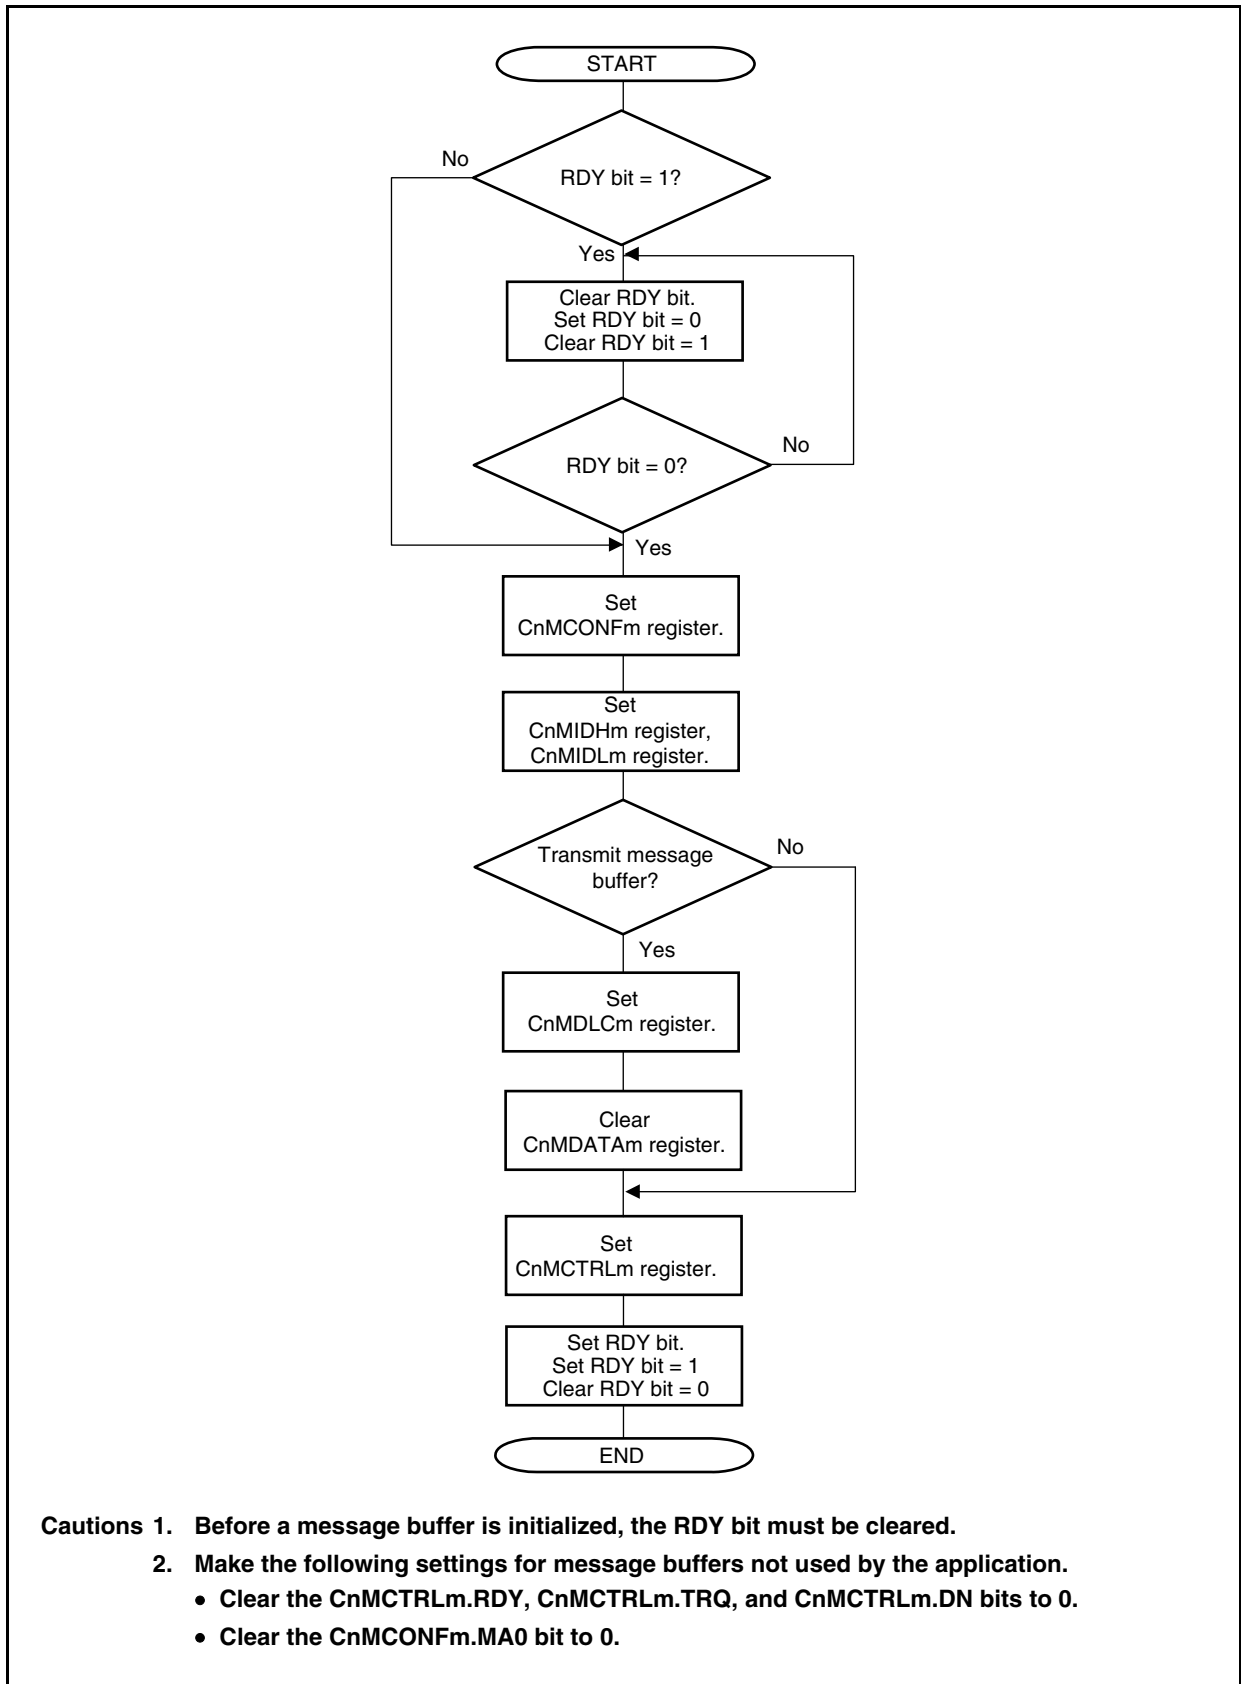 START
No
RDY bit = 1?
Yes
Clear RDY bit.
Set RDY bit = 0
Clear RDY bit = 1
No
RDY bit = 0?
Yes
Set
CnMCONFm register.
Set
CnMIDHm register,
CnMIDLm register.
No
Transmit message
buffer?
Yes
Set
CnMDLCm register.
Clear
CnMDATAm register.
Set
CnMCTRLm register.
Set RDY bit.
Set RDY bit = 1
Clear RDY bit = 0
END
Cautions 1. Before a message buffer is initialized, the RDY bit must be cleared.
2. Make the following settings for message buffers not used by the application.
• Clear the CnMCTRLm.RDY, CnMCTRLm.TRQ, and CnMCTRLm.DN bits to 0.
• Clear the CnMCONFm.MA0 bit to 0.